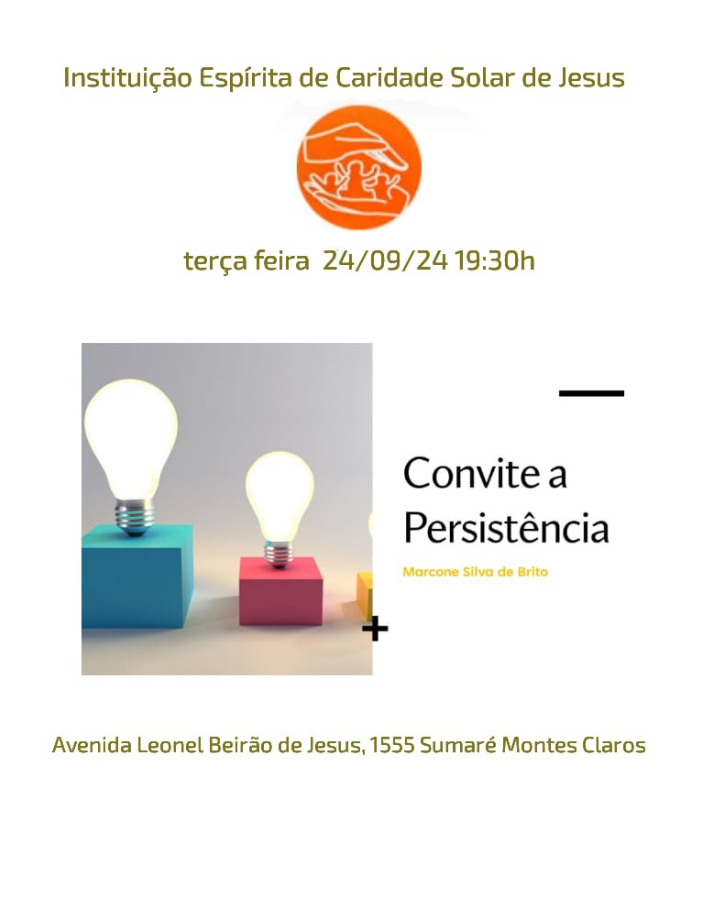 Instituição Espírita de Caridade Solar de Jesus
terça feira 24/09/24 19:30h
Convite a
Persistência
Marcone Silva de Brito
Avenida Leonel Beirão de Jesus, 1555 Sumaré Montes Claros